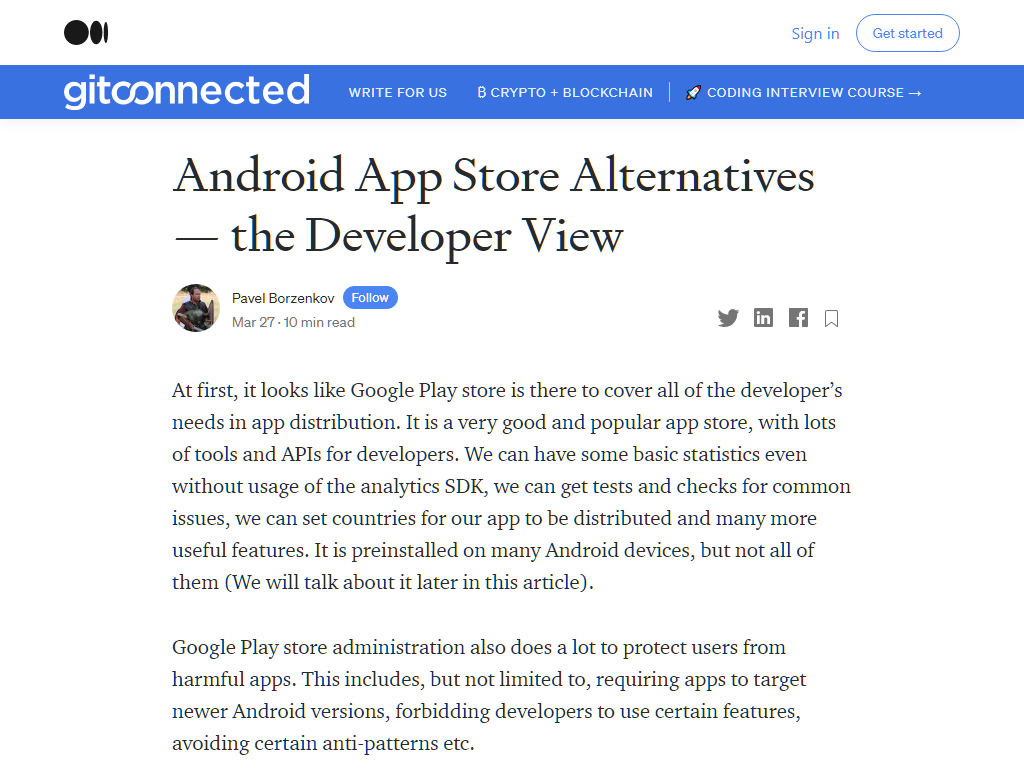 Sign in
Get started
gitconnected
WRITE FOR US
₿ CRYPTO + BLOCKCHAIN
🚀 CODING INTERVIEW COURSE →
Android App Store Alternatives
— the Developer View
Pavel Borzenkov
Follow
Mar 27 · 10 min read
At first, it looks like Google Play store is there to cover all of the developer’s
needs in app distribution. It is a very good and popular app store, with lots
of tools and APIs for developers. We can have some basic statistics even
without usage of the analytics SDK, we can get tests and checks for common
issues, we can set countries for our app to be distributed and many more
useful features. It is preinstalled on many Android devices, but not all of
them (We will talk about it later in this article).
Google Play store administration also does a lot to protect users from
harmful apps. This includes, but not limited to, requiring apps to target
newer Android versions, forbidding developers to use certain features,
avoiding certain anti-patterns etc.